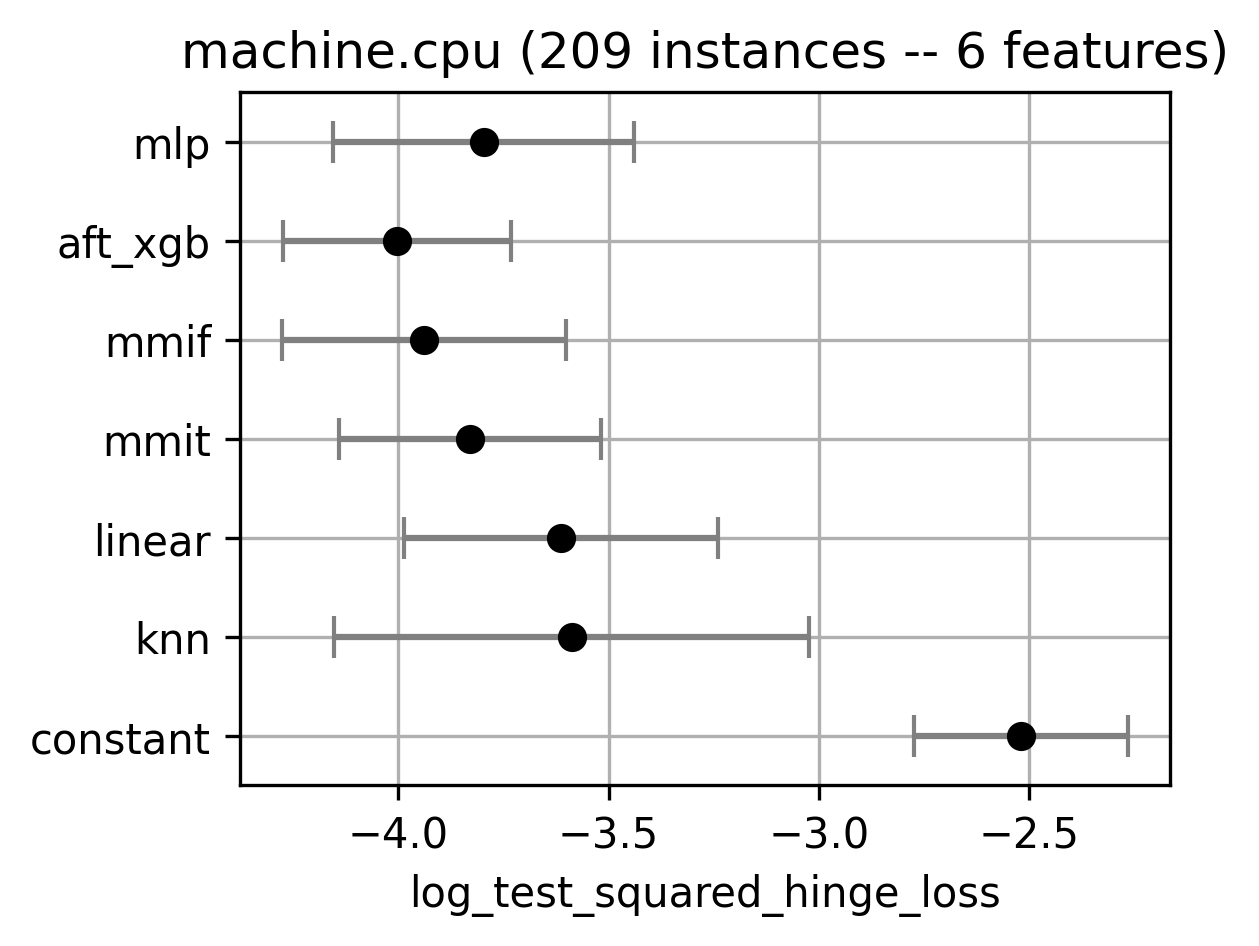 machine.cpu (209 instances -- 6 features)
mlp
aft_xgb
mmif
mmit
linear
knn
constant
−4.0 −3.5 −3.0 −2.5
log_test_squared_hinge_loss